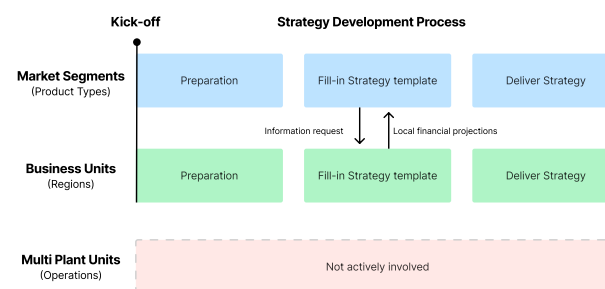 Kick-off
Strategy Development Process
Market Segments
(Product Types)
Preparation
Fill-in Strategy template
Deliver Strategy
Information request
Local financial projections
Business Units
(Regions)
Preparation
Fill-in Strategy template
Deliver Strategy
Multi Plant Units
(Operations)
Not actively involved